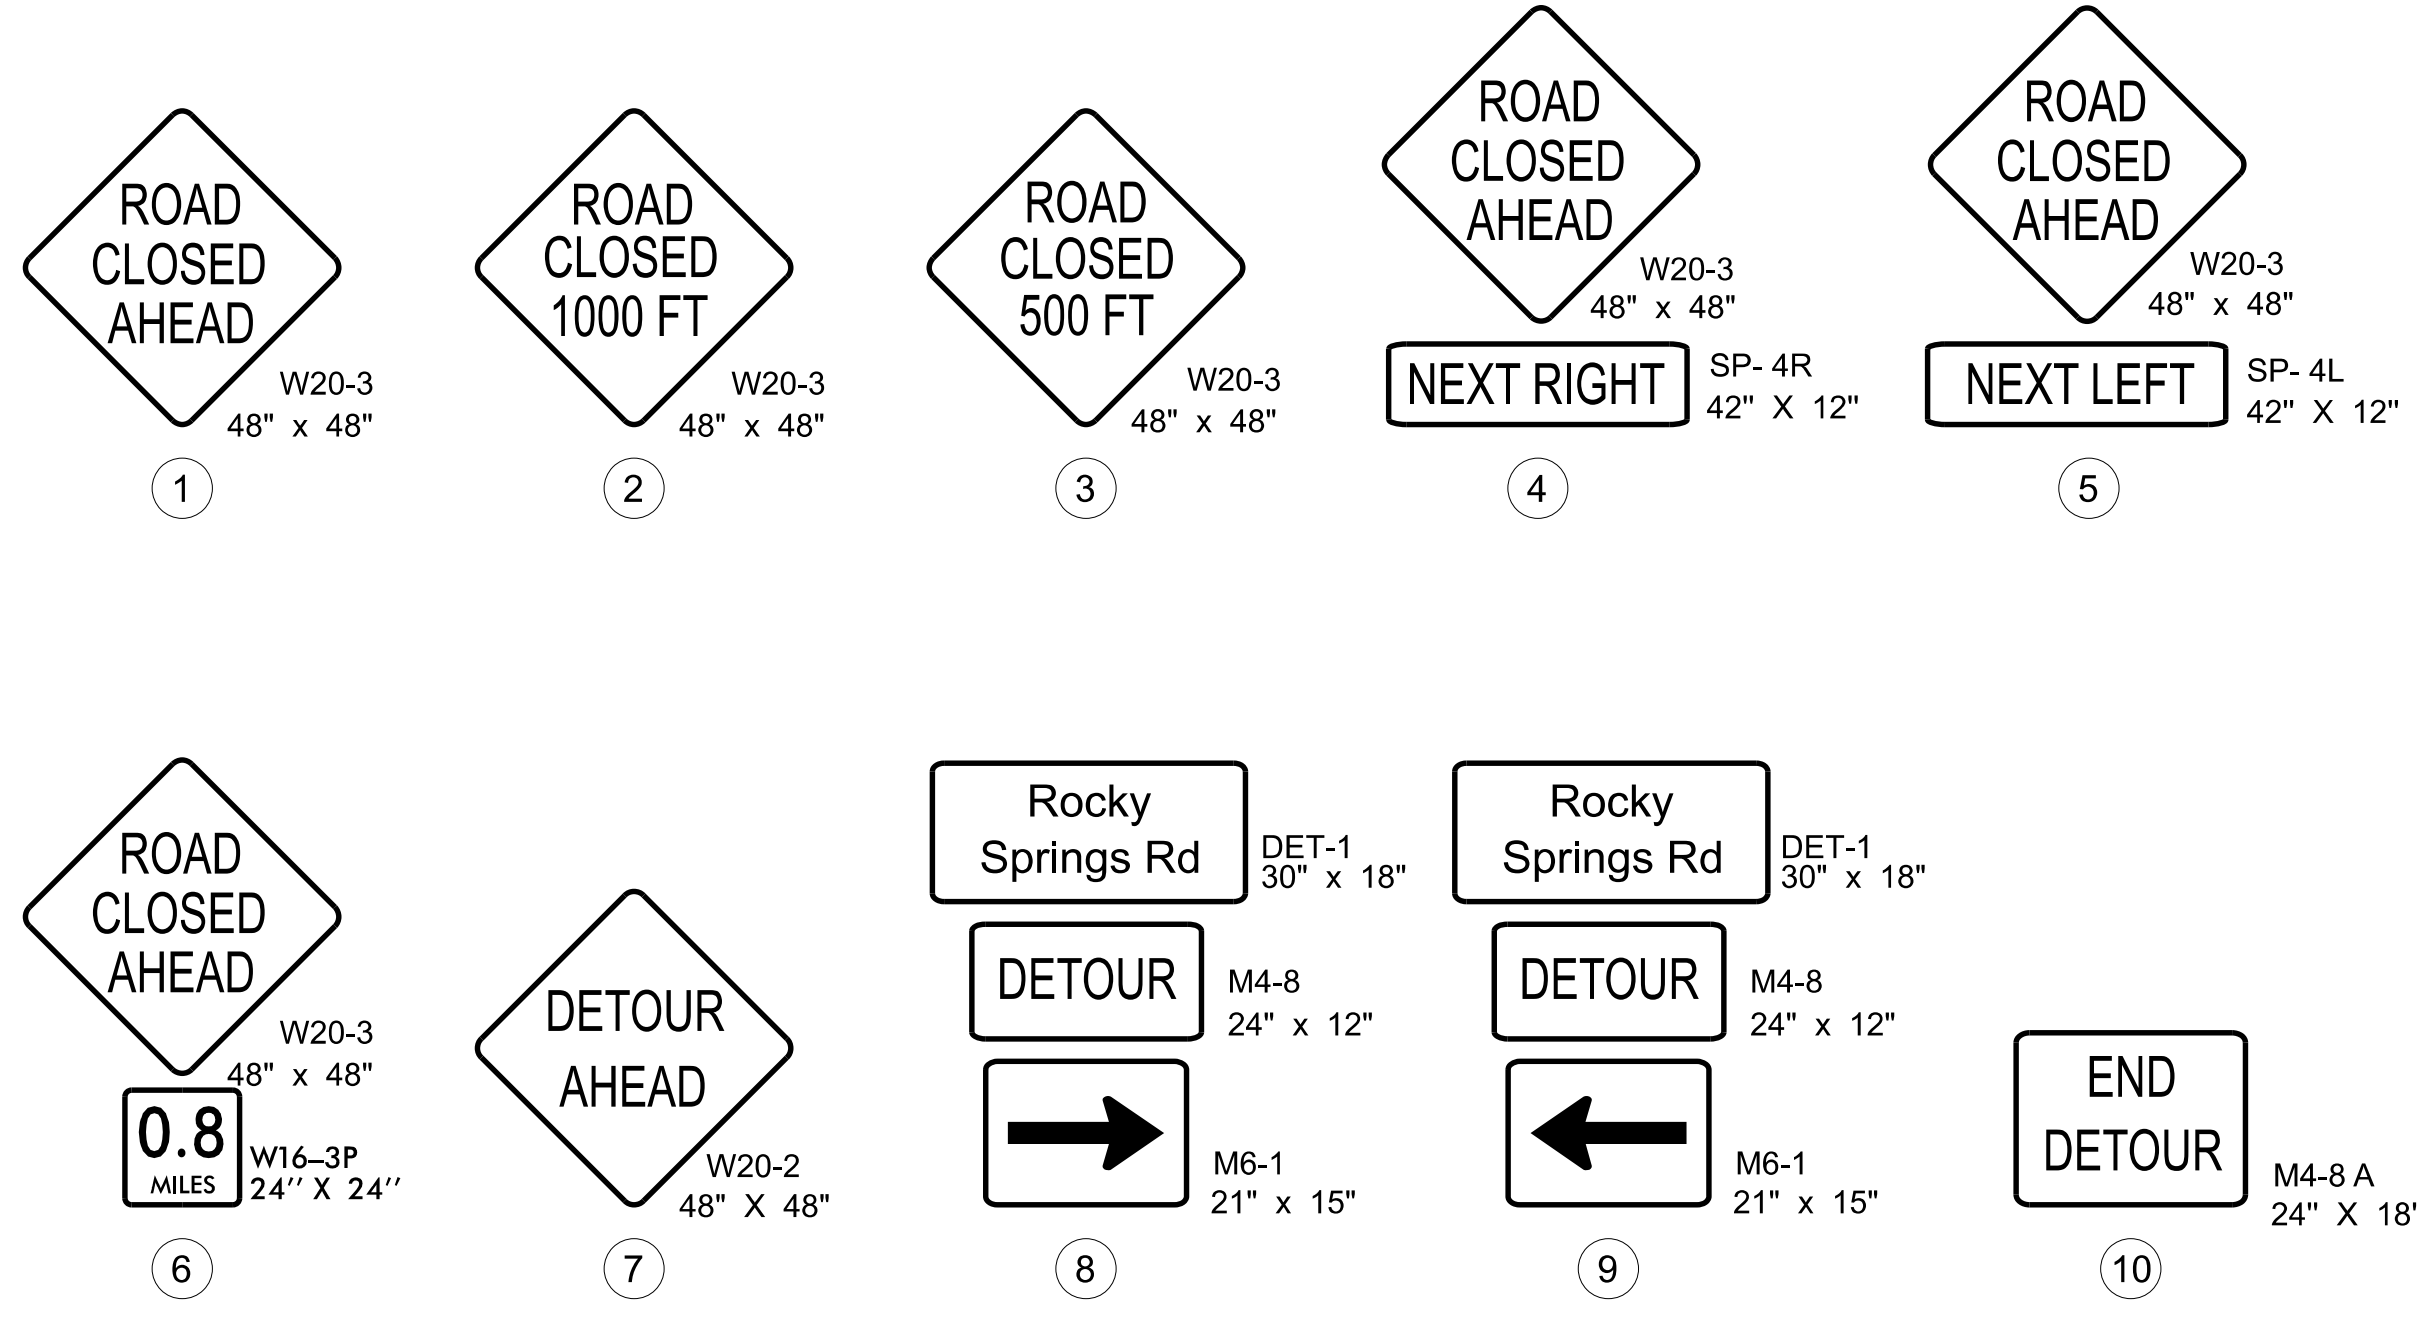 ROAD
CLOSED
AHEAD
W20-3
48" x 48"
1
ROAD
CLOSED
1000 FT
W20-3
48" x 48"
2
ROAD
CLOSED
500 FT
W20-3
48" x 48"
3
ROAD
CLOSED
AHEAD
W20-3
48" x 48"
NEXT RIGHT
SP- 4R
42" X 12"
4
ROAD
CLOSED
AHEAD
W20-3
48" x 48"
NEXT LEFT
SP- 4L
42" X 12"
5
ROAD
CLOSED
AHEAD
W20-3
48" x 48"
0.8
MILES
W16–3P
24'' X 24''
6
DETOUR
AHEAD
W20-2
48" X 48"
7
Rocky
Springs Rd
DET-1
30" x 18"
DETOUR
M4-8
24" x 12"
M6-1
21" x 15"
8
Rocky
Springs Rd
DET-1
30" x 18"
DETOUR
M4-8
24" x 12"
M6-1
21" x 15"
9
END
DETOUR
M4-8 A
24" X 18'
10